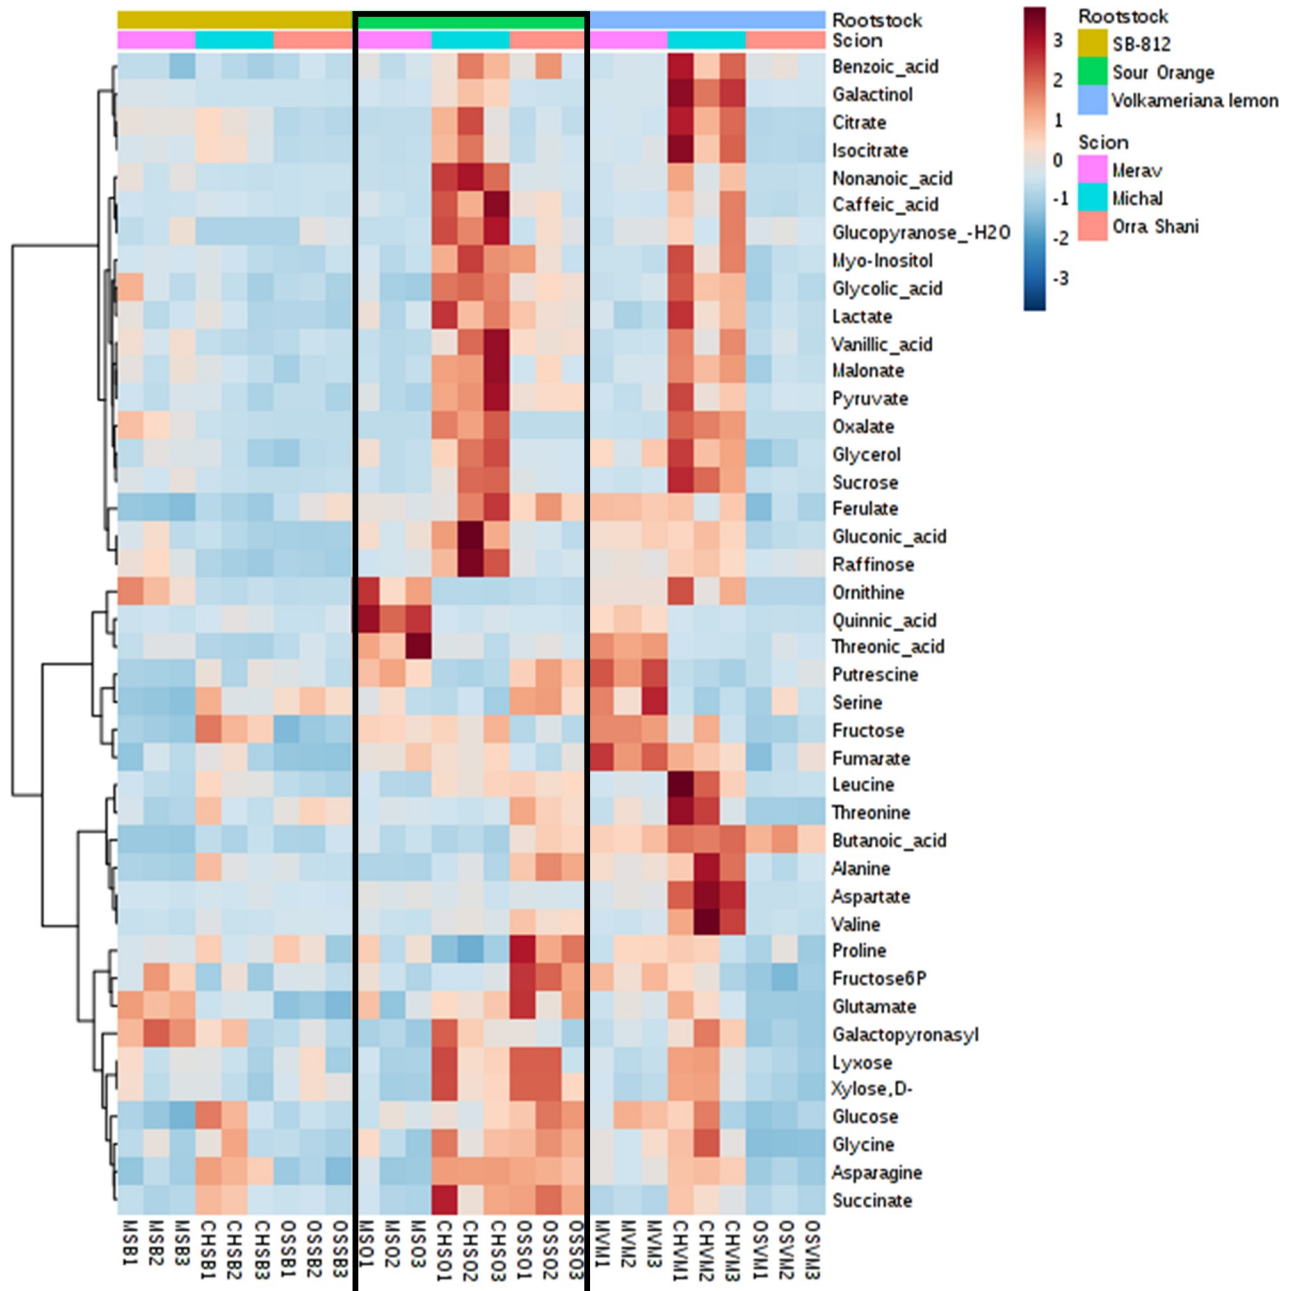 Rootstock
Scion
Benzoic_acid
Galactinol
Citrate
Isocitrate
Nonanoic_acid
Caffeic_acid
Glucopyranose_-H2O
Myo-Inositol
Glycolic_acid
Lactate
Vanillic_acid
Malonate
Pyruvate
Oxalate
Glycerol
Sucrose
Ferulate
Gluconic_acid
Raffinose
Ornithine
Quinnic_acid
Threonic_acid
Putrescine
Serine
Fructose
Fumarate
Leucine
Threonine
Butanoic_acid
Alanine
Aspartate
Valine
Proline
Fructose6P
Glutamate
Galactopyronasyl
Lyxose
Xylose,D-
Glucose
Glycine
Asparagine
Succinate
MSB1 MSB2 MSB3 CHSB1 CHSB2 CHSB3 OSSB1 OSSB2 OSSB3 MSO1 MSO2 MSO3 CHSO1 CHSO2 CHSO3 OSSO1 OSSO2 OSSO3 MVM1 MVM2 MVM3 CHVM1 CHVM2 CHVM3 OSVM1 OSVM2 OSVM3
3
2
1
0
-1
-2
-3
Rootstock
SB-812
Sour Orange
Volkameriana lemon
Scion
Merav
Michal
Orra Shani